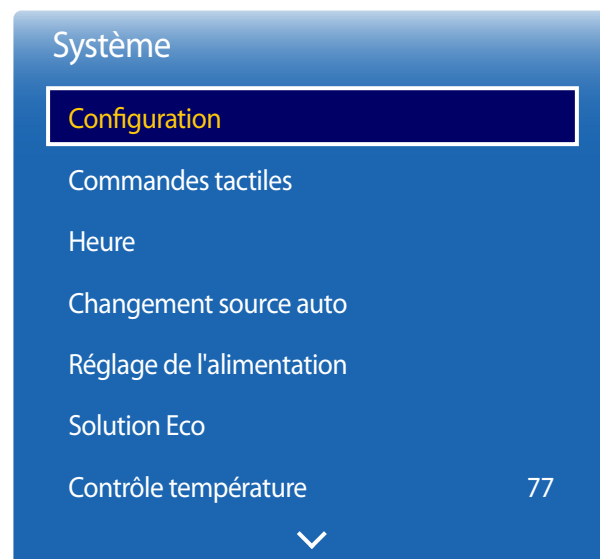 Système
Configuration
Commandes tactiles
Heure
Changement source auto
Réglage de l'alimentation
Solution Eco
Contrôle température 77